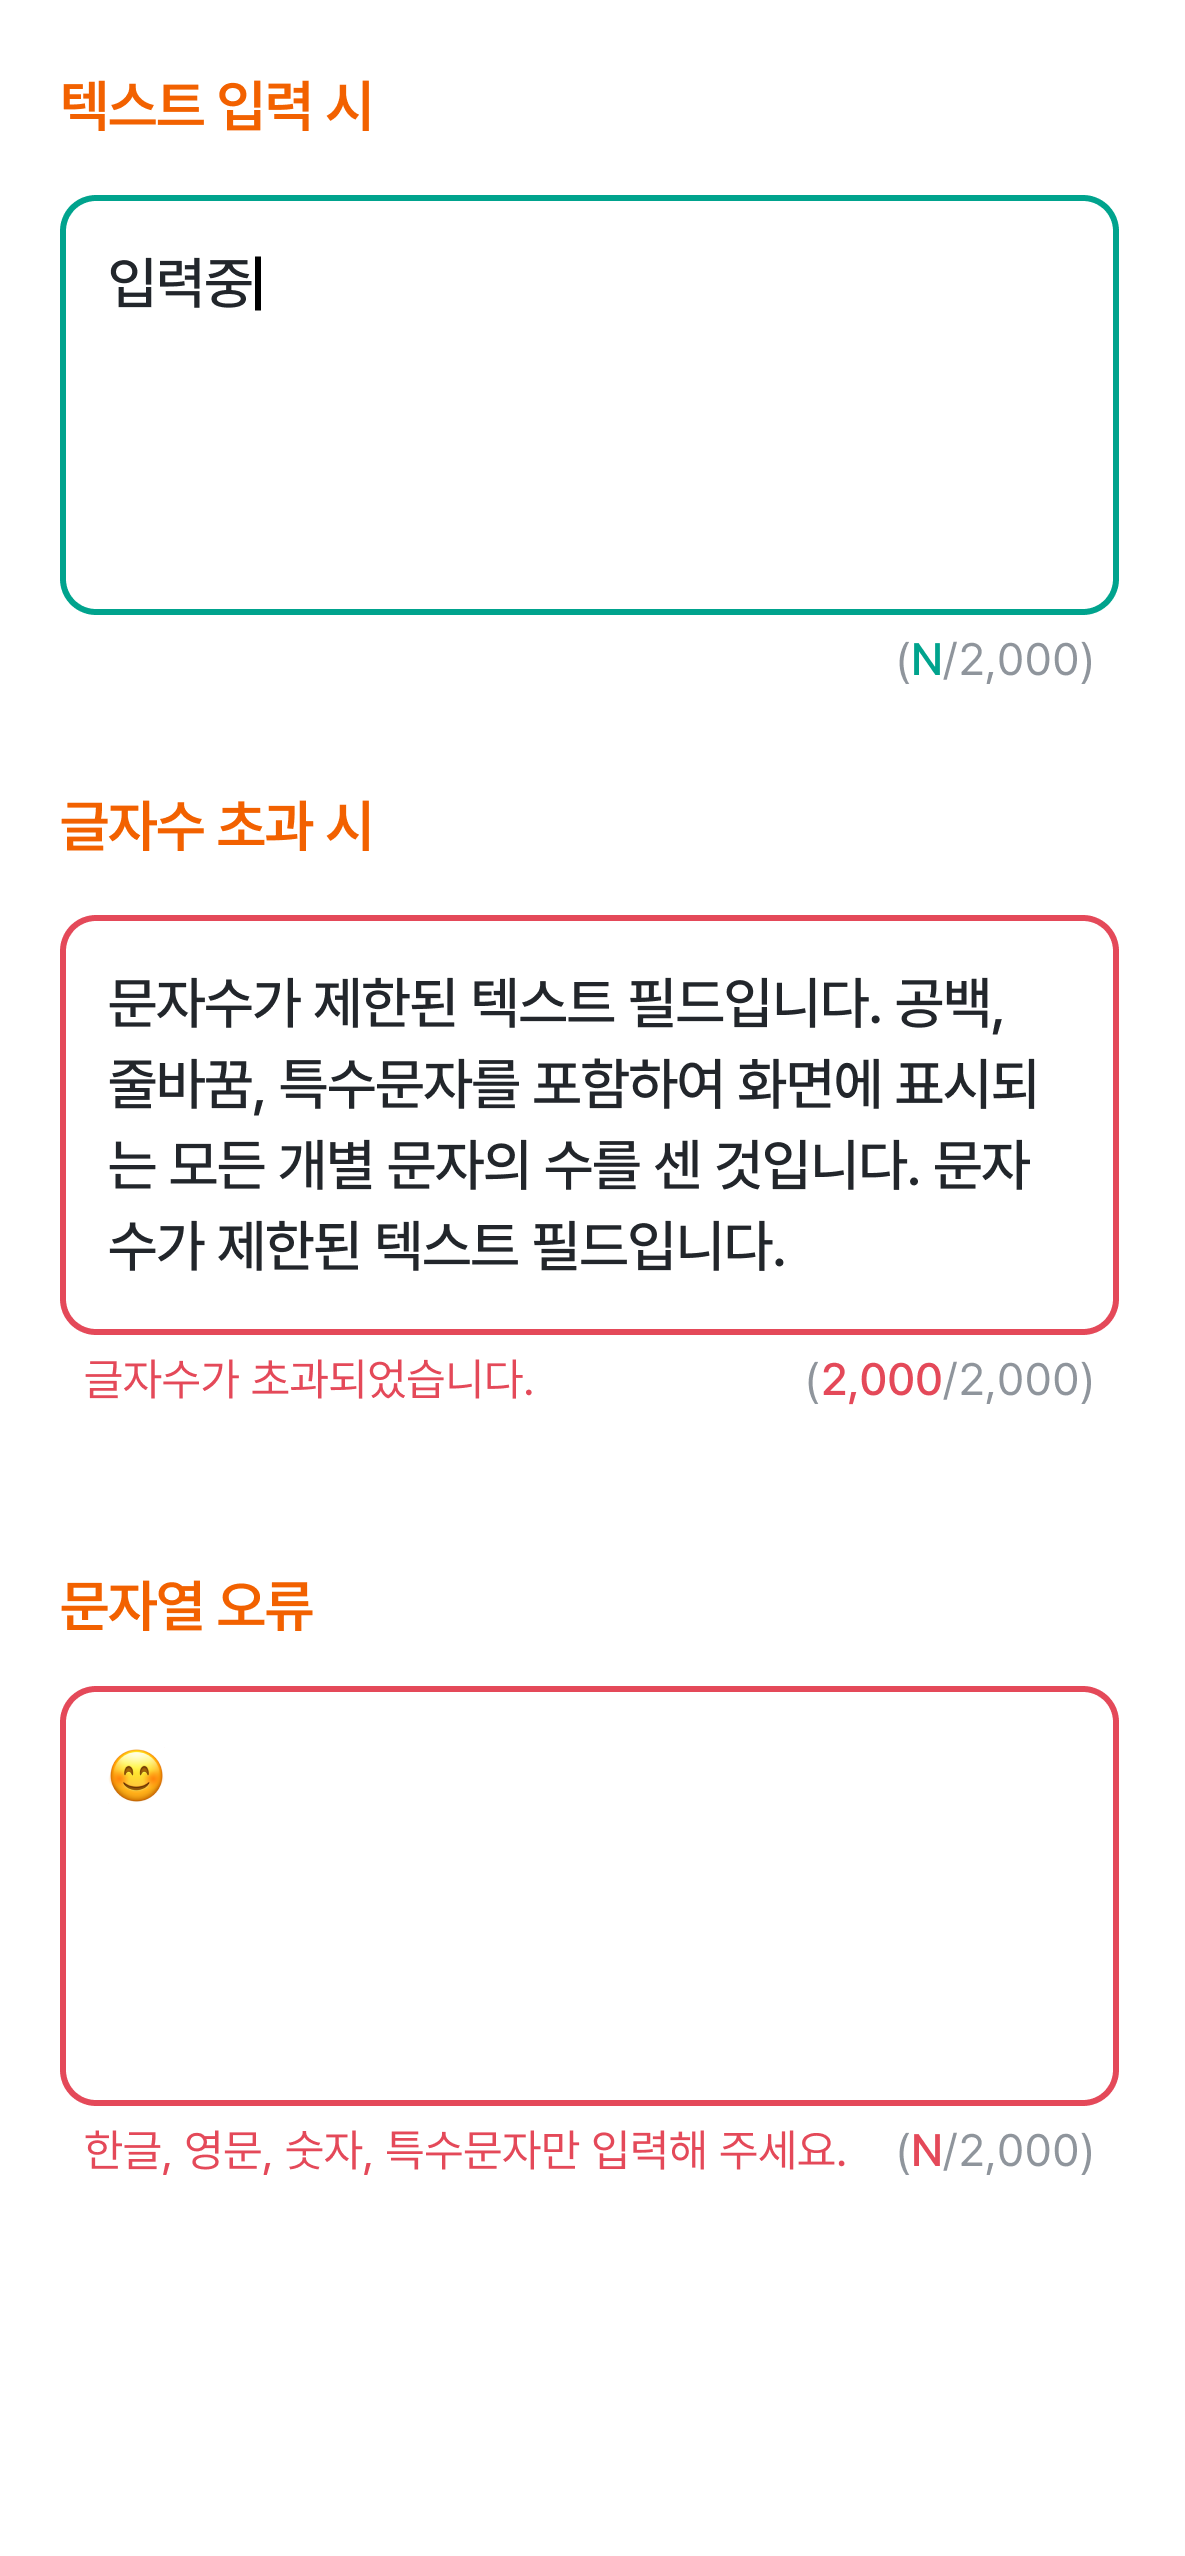 텍스트 입력 시
입력중
(N/2,000)
글자수 초과 시
문자수가 제한된 텍스트 필드입니다. 공백,
줄바꿈, 특수문자를 포함하여 화면에 표시되
는 모든 개별 문자의 수를 센 것입니다. 문자
수가 제한된 텍스트 필드입니다.
글자수가 초과되었습니다. (2,000/2,000)
문자열 오류
😊
한글, 영문, 숫자, 특수문자만 입력해 주세요. (N/2,000)